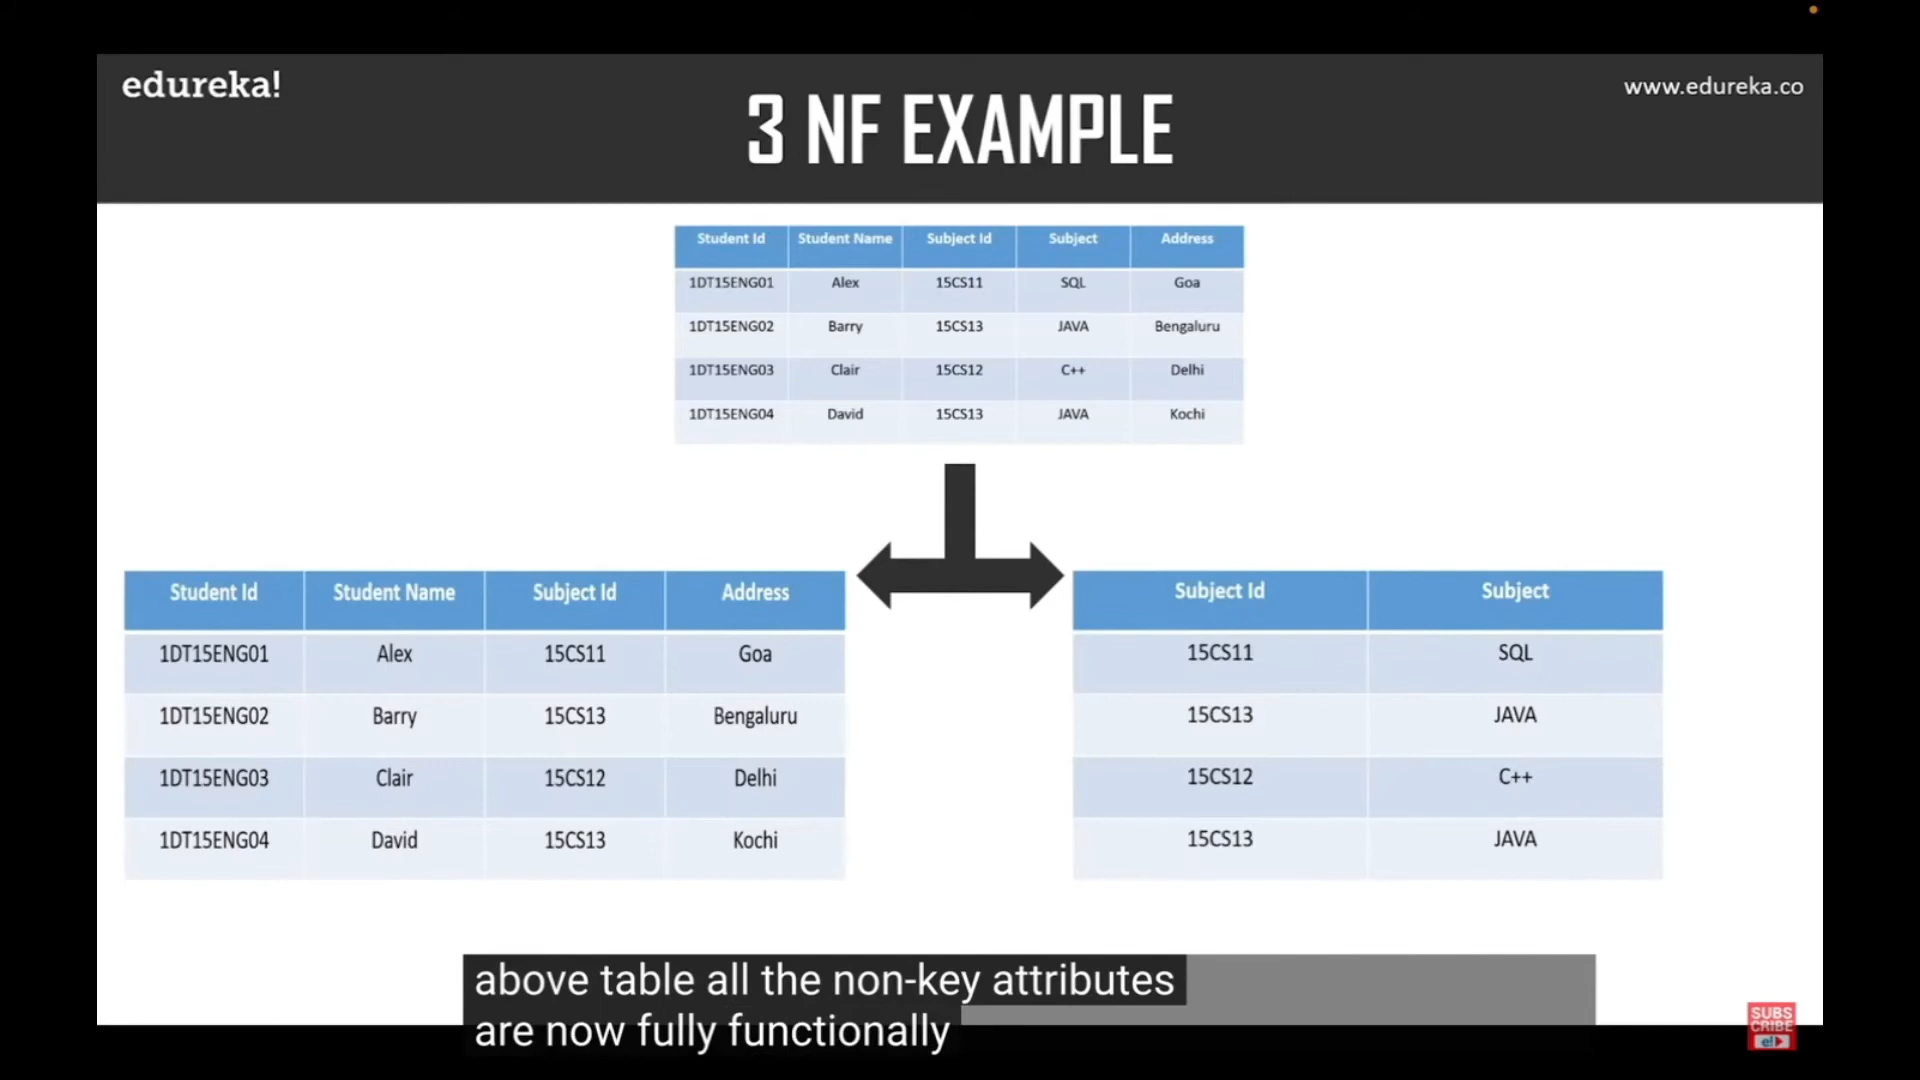 edureka!
www.edureka.co
3 NF EXAMPLE
Student Id Student Name Subject Id Subject Address
1DT15ENG01 Alex 15CS11 SQL Goa
1DT15ENG02 Barry 15CS13 JAVA Bengaluru
1DT15ENG03 Clair 15CS12 C++ Delhi
1DT15ENG04 David 15CS13 JAVA Kochi
Student Id Student Name Subject Id Address
1DT15ENG01 Alex 15CS11 Goa
1DT15ENG02 Barry 15CS13 Bengaluru
1DT15ENG03 Clair 15CS12 Delhi
1DT15ENG04 David 15CS13 Kochi
Subject Id Subject
15CS11 SQL
15CS13 JAVA
15CS12 C++
15CS13 JAVA
above table all the non-key attributes
are now fully functionally
SUBS
CRIBE
e!